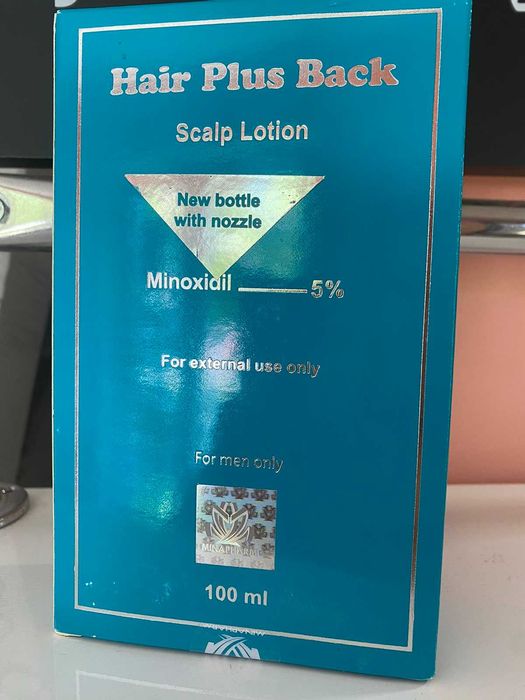 Hair Plus Back
Scalp Lotion
New bottle
with nozzle
Minoxidil 5%
For external use only
For men only
MINAPHARM
100 ml